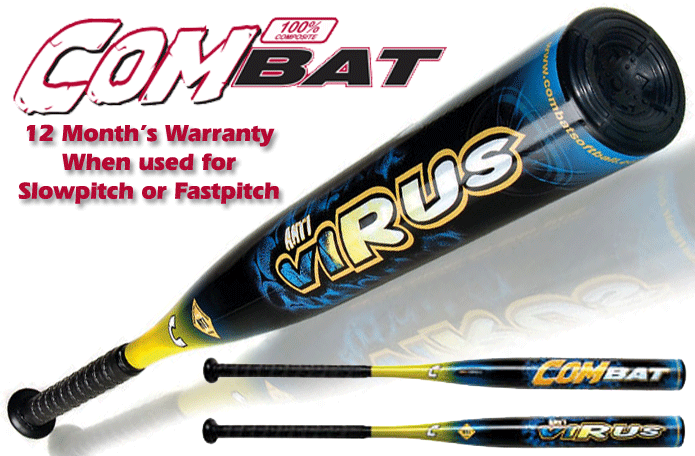 100%
COMPOSITE
COMBAT
12 Month's Warranty
When used for
Slowpitch or Fastpitch
www.combatsoftball.c
ANTI
VIRUS
COMBAT
ANTI
VIRUS